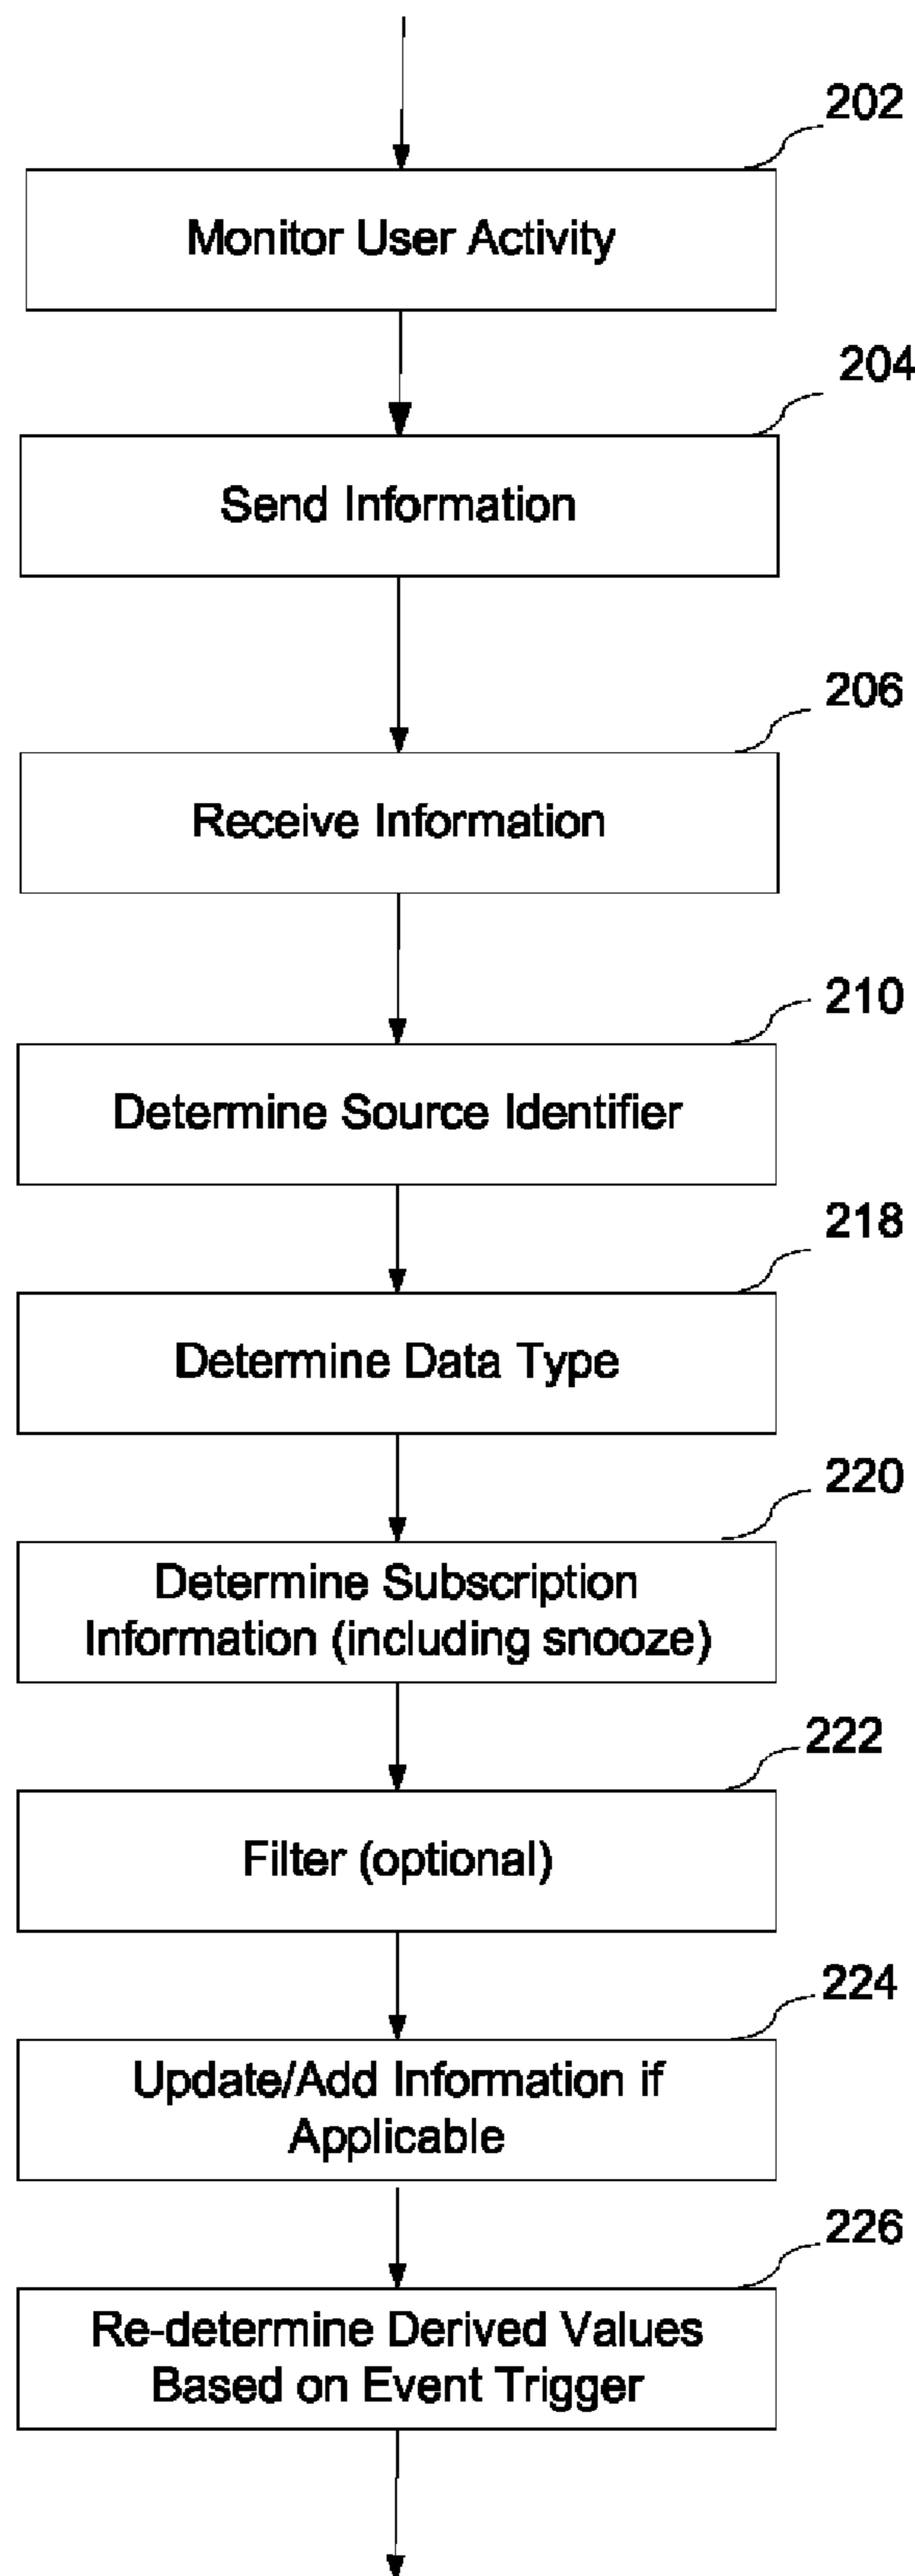 202
Monitor User Activity
204
Send Information
206
Receive Information
210
Determine Source Identifier
218
Determine Data Type
220
Determine Subscription
Information (including snooze)
222
Filter (optional)
224
Update/Add Information if
Applicable
226
Re-determine Derived Values
Based on Event Trigger